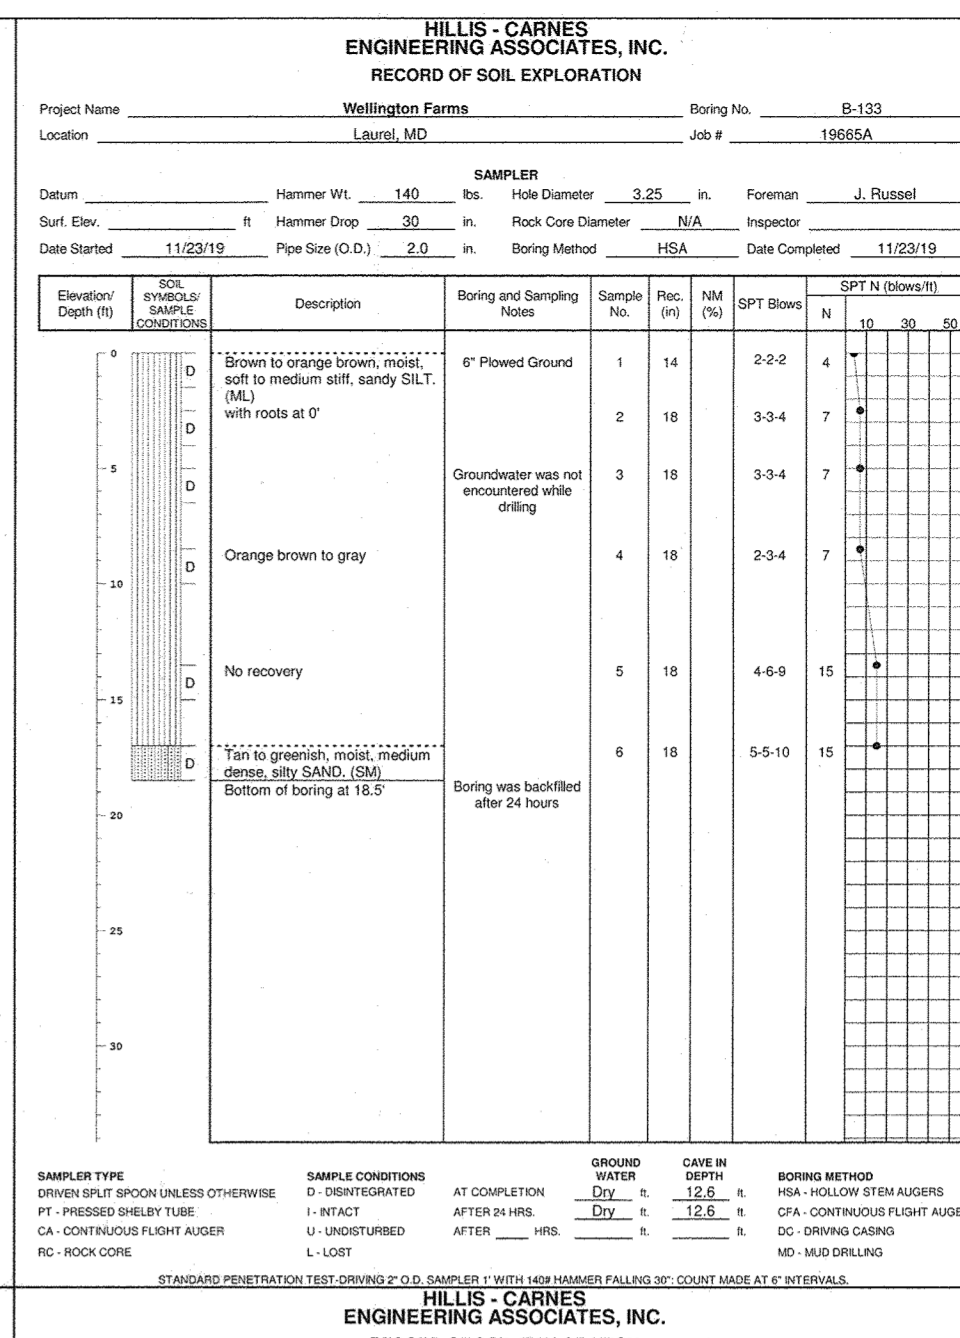 HILLIS - CARNES
ENGINEERING ASSOCIATES, INC.
RECORD OF SOIL EXPLORATION
Project Name Wellington Farms Boring No. B-133
Location Laurel, MD Job # 19665A
SAMPLER
Datum Hammer Wt. 140 lbs. Hole Diameter 3.25 in. Foreman J. Russel
Surf. Elev. ft Hammer Drop 30 in. Rock Core Diameter N/A Inspector
Date Started 11/23/19 Pipe Size (O.D.) 2.0 in. Boring Method HSA Date Completed 11/23/19
Elevation/
Depth (ft)
SOIL
SYMBOLS/
SAMPLE
CONDITIONS
Description
Boring and Sampling
Notes
Sample
No.
Rec.
(in)
NM
(%)
SPT Blows
SPT N (blows/ft)
N
10 30 50
0
D
Brown to orange brown, moist,
soft to medium stiff, sandy SILT.
(ML)
with roots at 0'
6" Plowed Ground
1 14 2-2-2 4
D
2 18 3-3-4 7
5
D
Groundwater was not
encountered while
drilling
3 18 3-3-4 7
D
Orange brown to gray
4 18 2-3-4 7
10
D
No recovery
5 18 4-6-9 15
15
D
Tan to greenish, moist, medium
dense, silty SAND. (SM)
6 18 5-5-10 15
Bottom of boring at 18.5'
Boring was backfilled
after 24 hours
20
25
30
SAMPLER TYPE
DRIVEN SPLIT SPOON UNLESS OTHERWISE
PT - PRESSED SHELBY TUBE
CA - CONTINUOUS FLIGHT AUGER
RC - ROCK CORE
SAMPLE CONDITIONS
D - DISINTEGRATED
I - INTACT
U - UNDISTURBED
L - LOST
GROUND
WATER
CAVE IN
DEPTH
AT COMPLETION Dry ft. 12.6 ft.
AFTER 24 HRS. Dry ft. 12.6 ft.
AFTER HRS. ft. ft.
BORING METHOD
HSA - HOLLOW STEM AUGERS
CFA - CONTINUOUS FLIGHT AUGE
DC - DRIVING CASING
MD - MUD DRILLING
STANDARD PENETRATION TEST-DRIVING 2" O.D. SAMPLER 1' WITH 140# HAMMER FALLING 30": COUNT MADE AT 6" INTERVALS.
HILLIS - CARNES
ENGINEERING ASSOCIATES, INC.